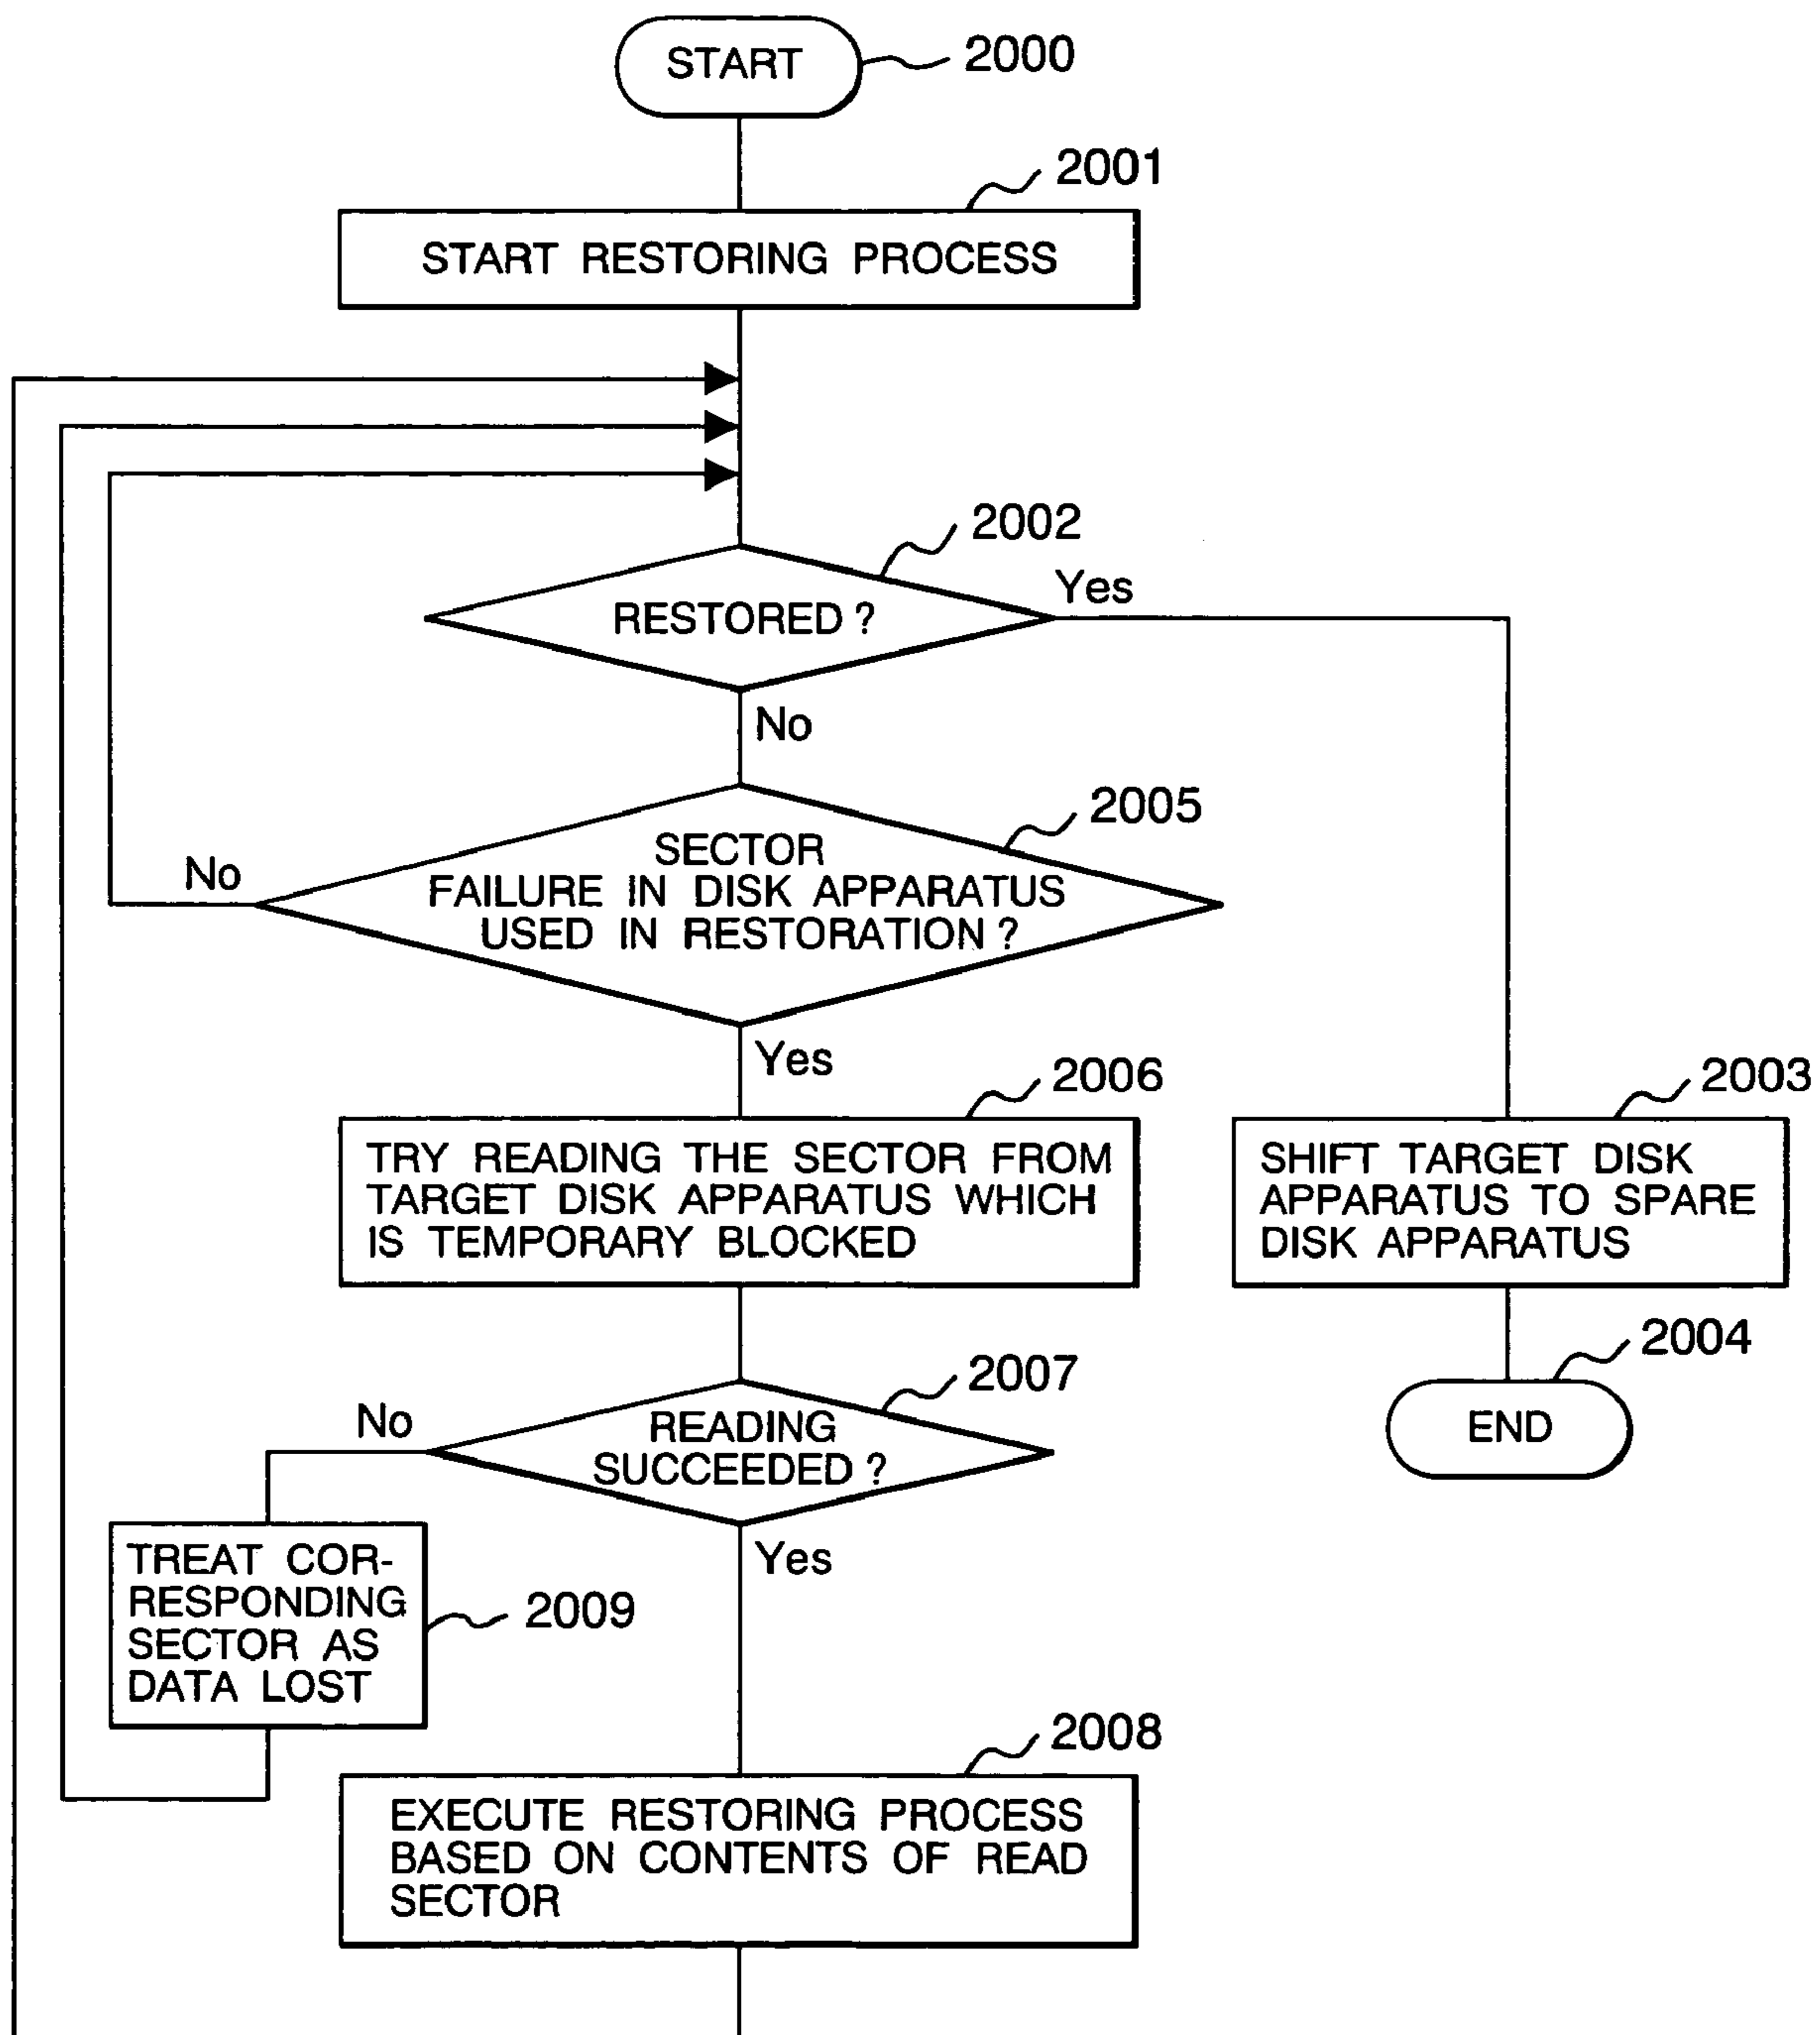 START
2000
2001
START RESTORING PROCESS
2002
RESTORED ?
Yes
No
2005
SECTOR
FAILURE IN DISK APPARATUS
USED IN RESTORATION ?
No
Yes
2006
TRY READING THE SECTOR FROM
TARGET DISK APPARATUS WHICH
IS TEMPORARY BLOCKED
2003
SHIFT TARGET DISK
APPARATUS TO SPARE
DISK APPARATUS
2004
END
2007
READING
SUCCEEDED ?
No
Yes
TREAT COR-
RESPONDING
SECTOR AS
DATA LOST
2009
2008
EXECUTE RESTORING PROCESS
BASED ON CONTENTS OF READ
SECTOR